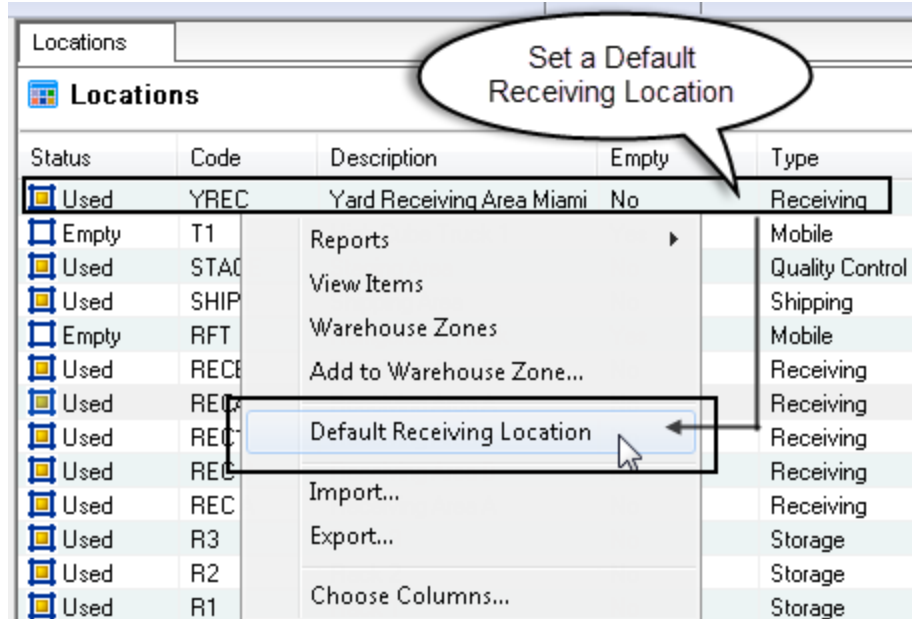 Locations
Set a Default
Receiving Location
Locations
Status Code Description Empty Type
Used YREC Yard Receiving Area Miami No Receiving
Empty T1 Reports Mobile
Used View Items Quality Control
Used SHIP Shipping
Empty RFT Warehouse Zones Mobile
Used Add to Warehouse Zone... Receiving
Used Receiving
Used Default Receiving Location Receiving
Used REC Receiving
Used REC Import... Receiving
Used R3 Export... Storage
Used R2 Storage
Used R1 Choose Columns... Storage